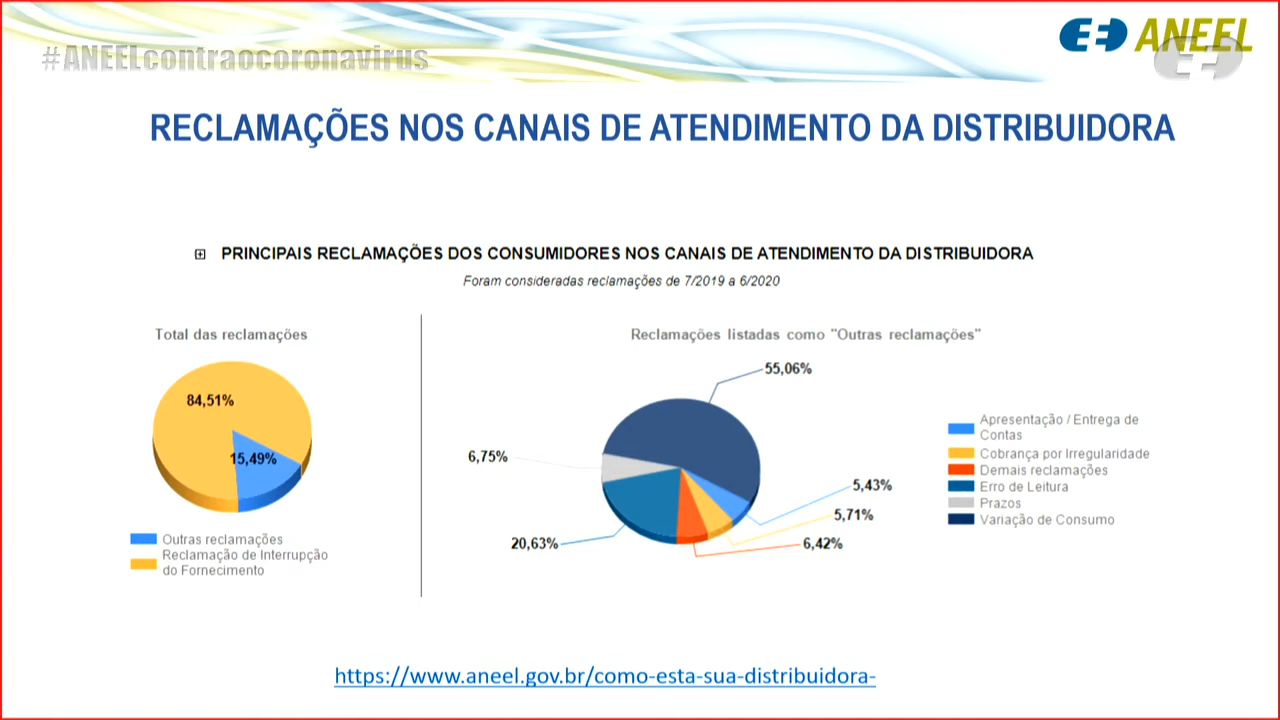 #ANEELcontraocoronavirus
ANEEL
RECLAMAÇÕES NOS CANAIS DE ATENDIMENTO DA DISTRIBUIDORA
PRINCIPAIS RECLAMAÇÕES DOS CONSUMIDORES NOS CANAIS DE ATENDIMENTO DA DISTRIBUIDORA
Foram consideradas reclamações de 7/2019 a 6/2020
Total das reclamações
84,51%
15,49%
Outras reclamações
Reclamação de Interrupção
do Fornecimento
Reclamações listadas como "Outras reclamações"
55,06%
6,75%
5,43%
5,71%
20,63%
6,42%
Apresentação / Entrega de
Contas
Cobrança por Irregularidade
Demais reclamações
Erro de Leitura
Prazos
Variação de Consumo
https://www.aneel.gov.br/como-esta-sua-distribuidora-